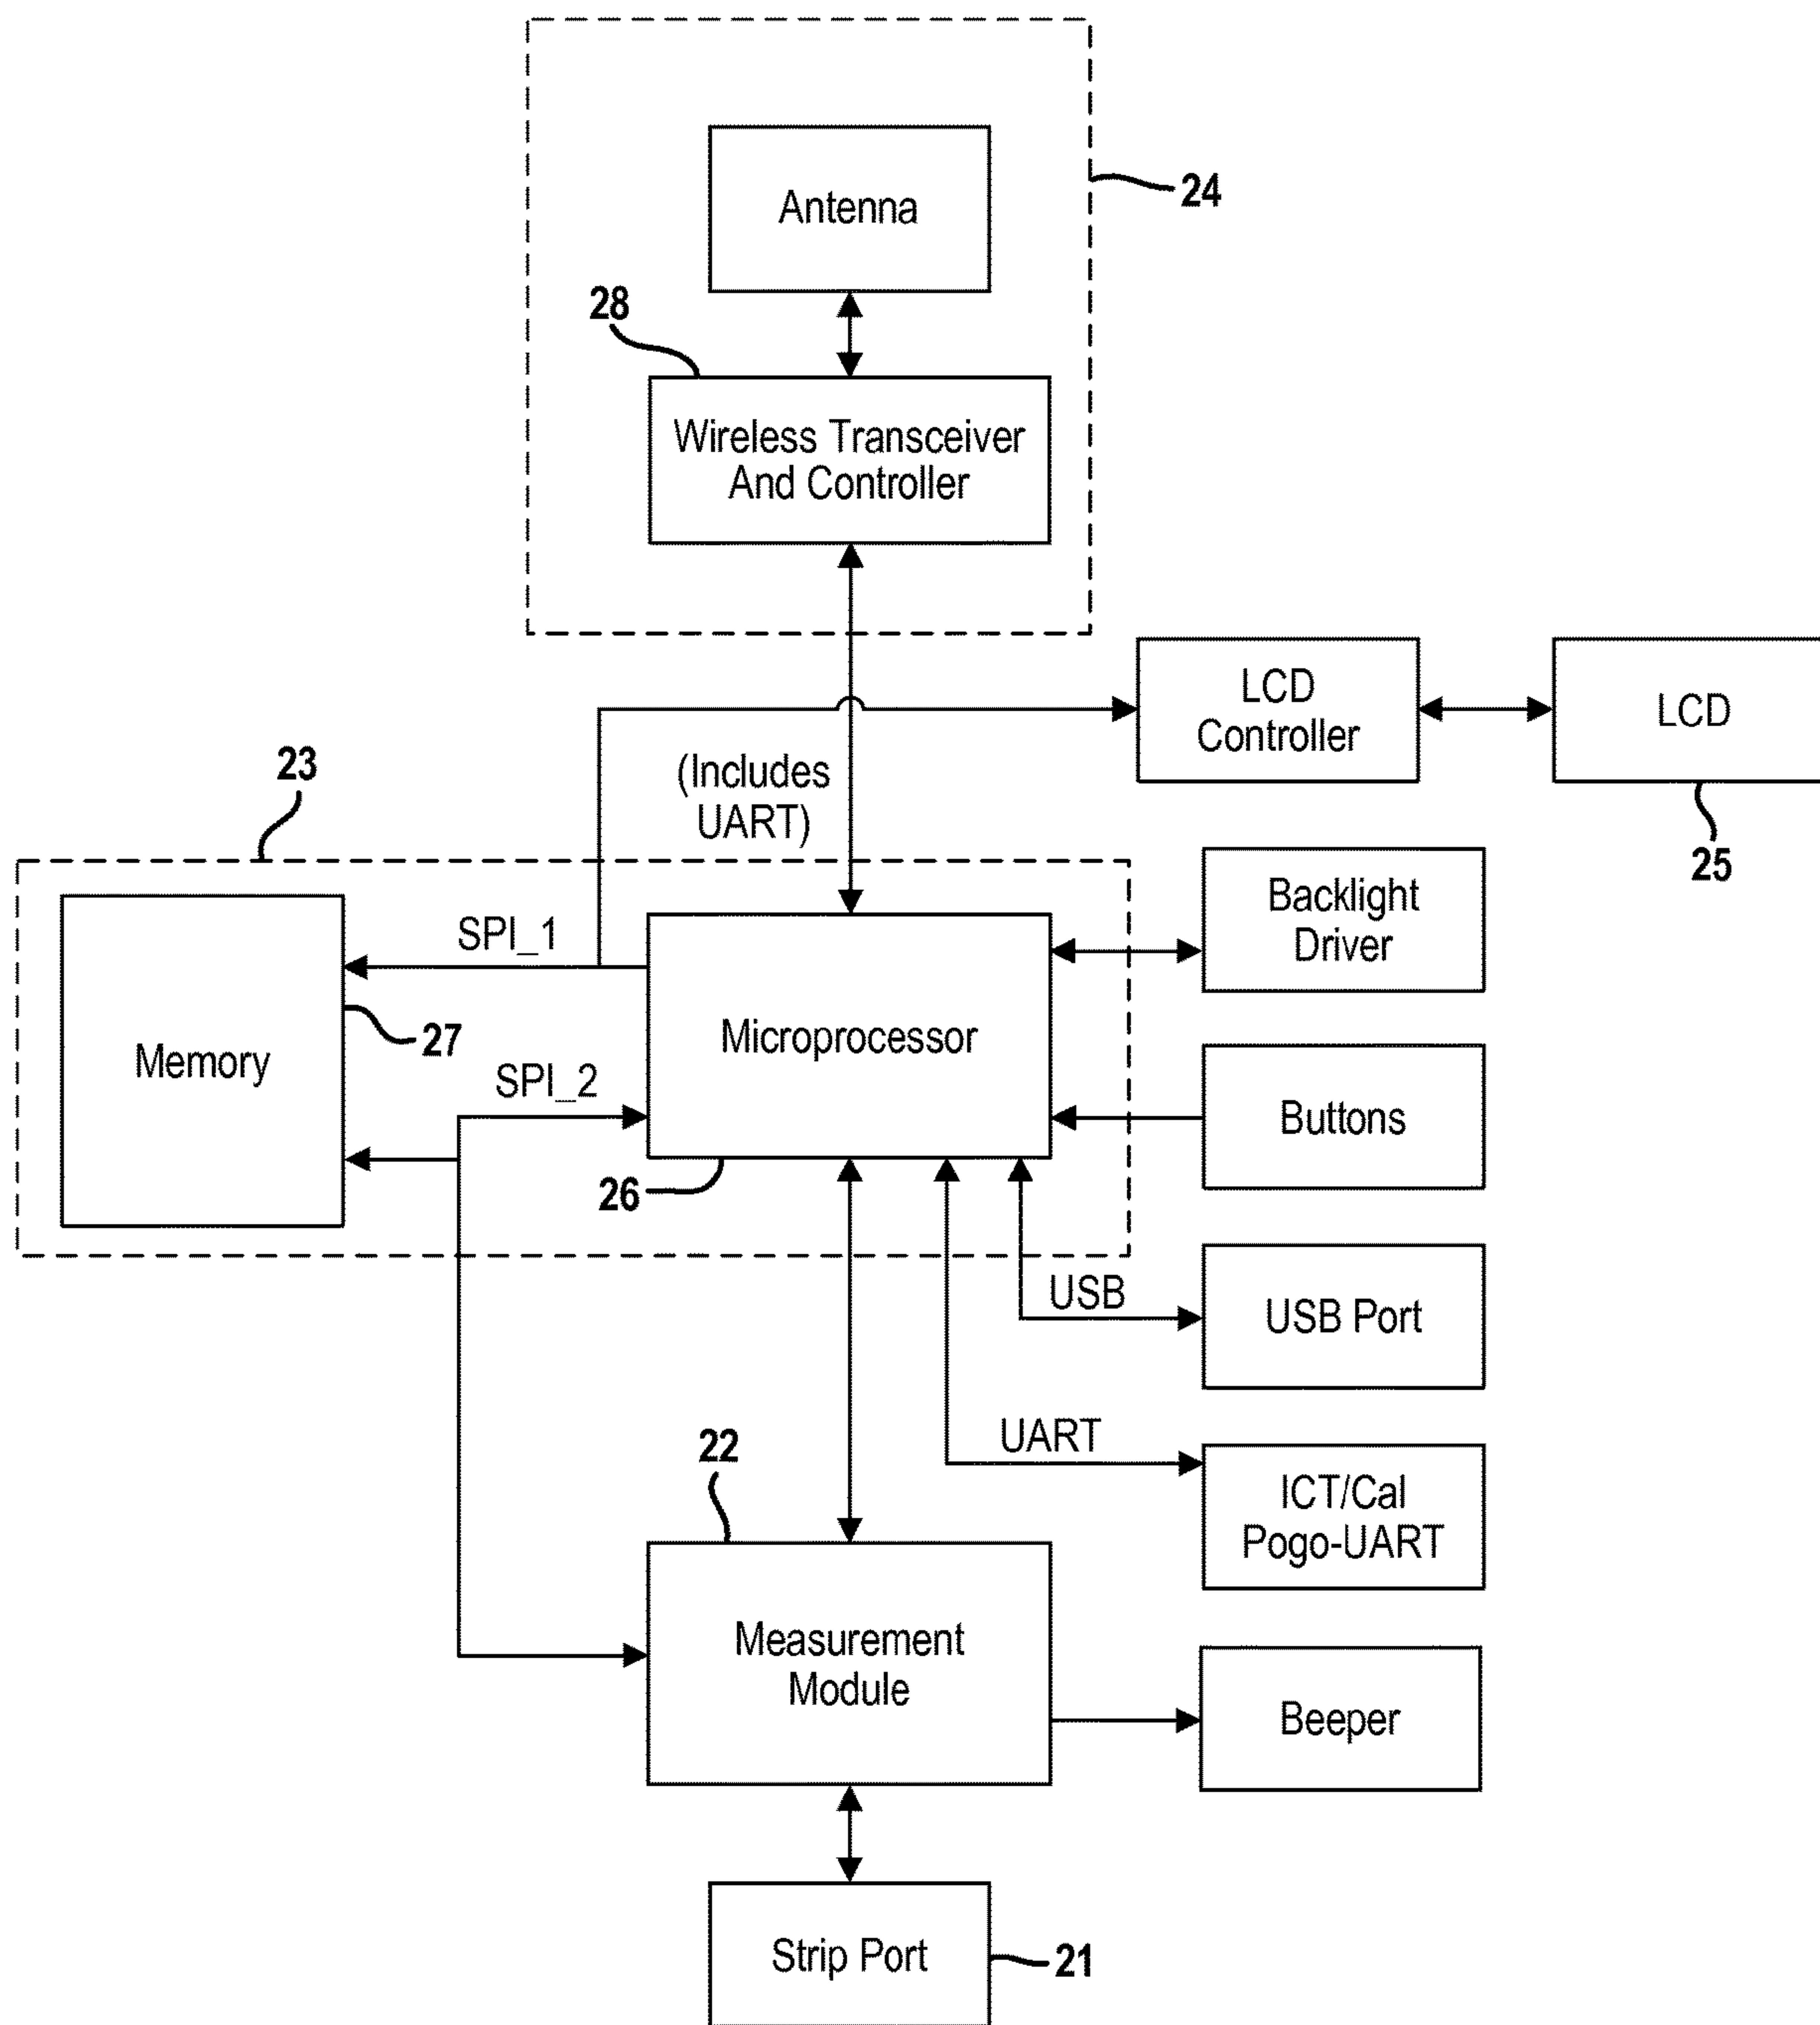 Antenna
24
28
Wireless Transceiver
And Controller
LCD
Controller
LCD
25
(Includes
UART)
23
Backlight
Driver
SPI_1
Microprocessor
27
Memory
SPI_2
Buttons
26
USB
USB Port
UART
ICT/Cal
Pogo-UART
22
Measurement
Module
Beeper
Strip Port
21